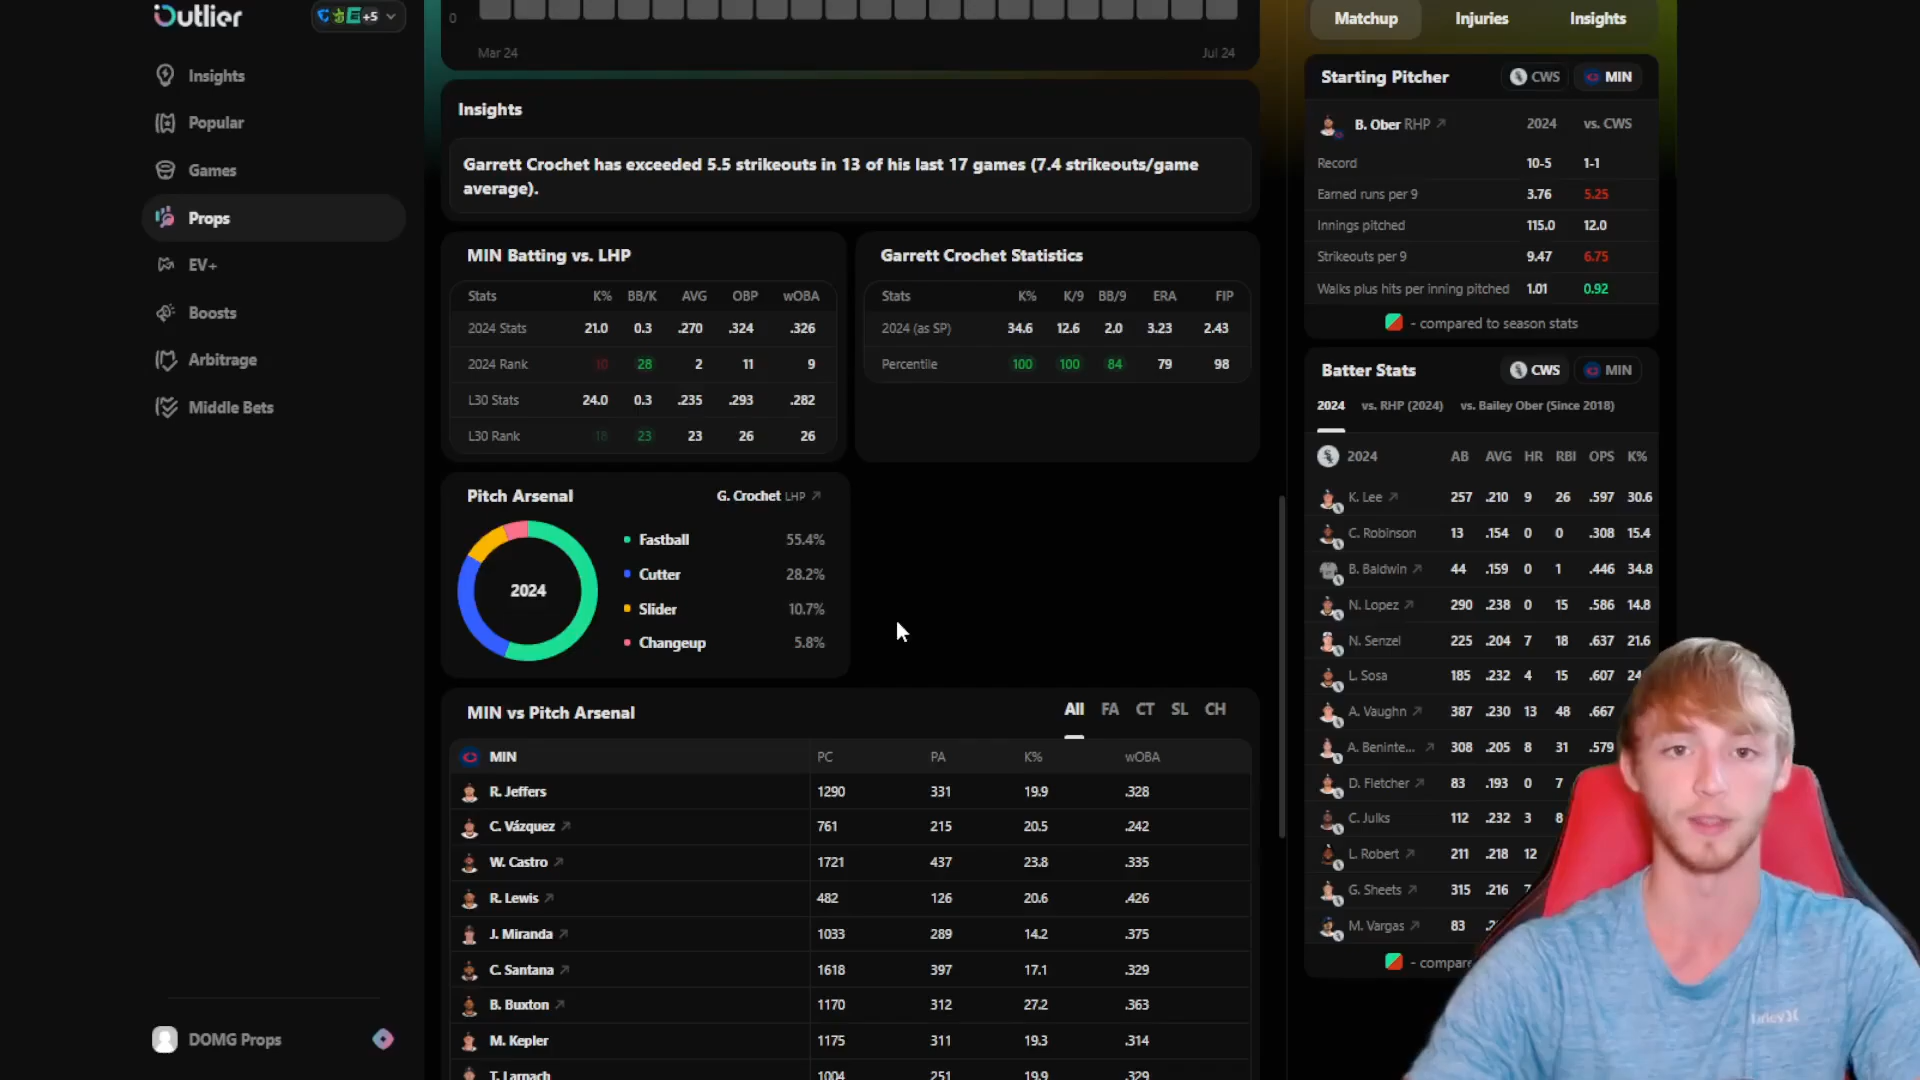 Outlier
+5
Insights
Popular
Games
Props
EV+
Boosts
Arbitrage
Middle Bets
DOMG Props
0
Mar 24
Jul 24
Insights
Garrett Crochet has exceeded 5.5 strikeouts in 13 of his last 17 games (7.4 strikeouts/game
average).
MIN Batting vs. LHP
Stats K% BB/K AVG OBP wOBA
2024 Stats 21.0 0.3 .270 .324 .326
2024 Rank 10 28 2 11 9
L30 Stats 24.0 0.3 .235 .293 .282
L30 Rank 18 23 23 26 26
Garrett Crochet Statistics
Stats K% K/9 BB/9 ERA FIP
2024 (as SP) 34.6 12.6 2.0 3.23 2.43
Percentile 100 100 84 79 98
Pitch Arsenal
G. Crochet LHP
2024
Fastball 55.4%
Cutter 28.2%
Slider 10.7%
Changeup 5.8%
MIN vs Pitch Arsenal
All FA CT SL CH
MIN PC PA K% wOBA
R. Jeffers 1290 331 19.9 .328
C. Vázquez 761 215 20.5 .242
W. Castro 1721 437 23.8 .335
R. Lewis 482 126 20.6 .426
J. Miranda 1033 289 14.2 .375
C. Santana 1618 397 17.1 .329
B. Buxton 1170 312 27.2 .363
M. Kepler 1175 311 19.3 .314
T. Larnach 1004 251 19.9 .329
Matchup Injuries Insights
Starting Pitcher CWS MIN
B. Ober RHP 2024 vs. CWS
Record 10-5 1-1
Earned runs per 9 3.76 5.25
Innings pitched 115.0 12.0
Strikeouts per 9 9.47 6.75
Walks plus hits per inning pitched 1.01 0.92
- compared to season stats
Batter Stats CWS MIN
2024 vs. RHP (2024) vs. Bailey Ober (Since 2018)
2024 AB AVG HR RBI OPS K%
K. Lee 257 .210 9 26 .597 30.6
C. Robinson 13 .154 0 0 .308 15.4
B. Baldwin 44 .159 0 1 .446 34.8
N. Lopez 290 .238 0 15 .586 14.8
N. Senzel 225 .204 7 18 .637 21.6
L. Sosa 185 .232 4 15 .607 24
A. Vaughn 387 .230 13 48 .667
A. Beninte... 308 .205 8 31 .579
D. Fletcher 83 .193 0 7
C. Julks 112 .232 3 8
L. Robert 211 .218 12
G. Sheets 315 .216 7
M. Vargas 83
- compare
Hurley